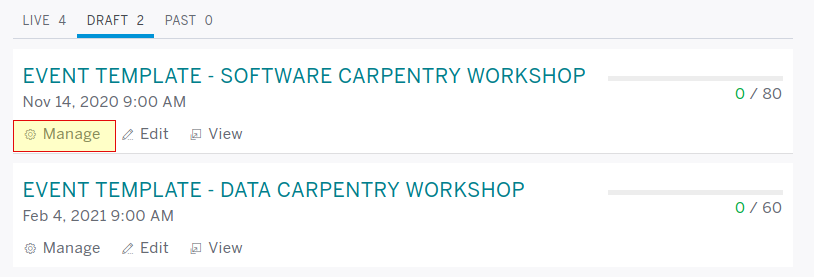 LIVE 4 DRAFT 2 PAST 0
EVENT TEMPLATE - SOFTWARE CARPENTRY WORKSHOP
Nov 14, 2020 9:00 AM
0 / 80
Manage Edit View
EVENT TEMPLATE - DATA CARPENTRY WORKSHOP
Feb 4, 2021 9:00 AM
0 / 60
Manage Edit View